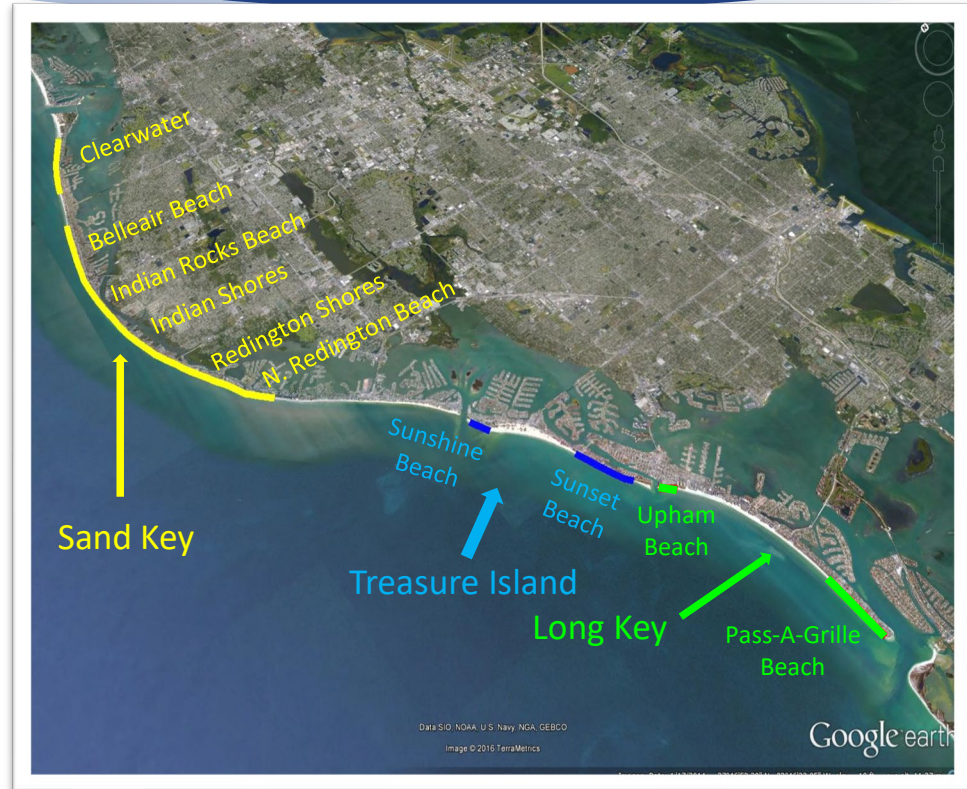 Clearwater
Belleair Beach
Indian Rocks Beach
Indian Shores
Redington Shores
N. Redington Beach
Sunshine
Beach
Sunset
Beach
Upham
Beach
Sand Key
Treasure Island
Long Key
Pass-A-Grille
Beach
Data SIO, NOAA, U.S. Navy, NGA, GEBCO
Image © 2016 TerraMetrics
Google earth